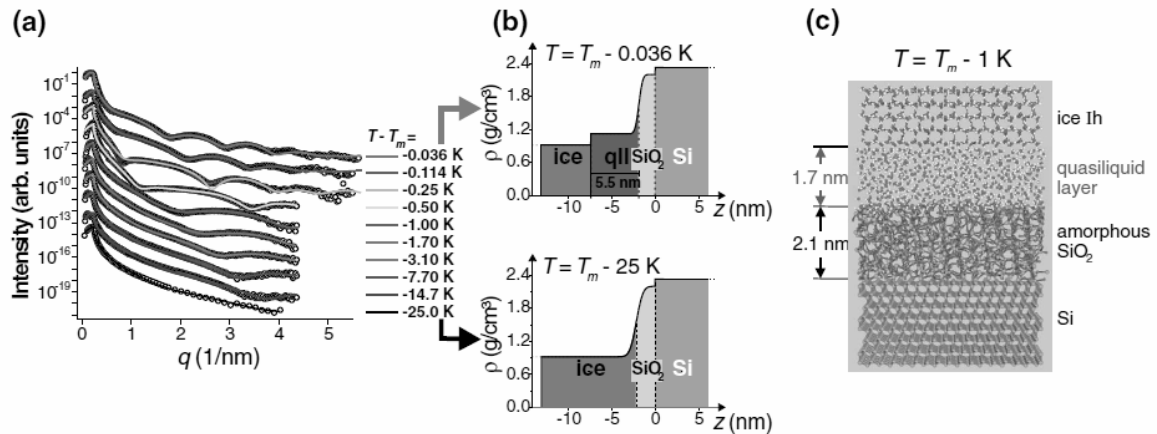 (a)
Intensity (arb. units)
10⁻¹
10⁻⁴
10⁻⁷
10⁻¹⁰
10⁻¹³
10⁻¹⁶
10⁻¹⁹
0 1 2 3 4 5
q (1/nm)
T - Tₘ =
-0.036 K
-0.114 K
-0.25 K
-0.50 K
-1.00 K
-1.70 K
-3.10 K
-7.70 K
-14.7 K
-25.0 K
(b)
T = Tₘ - 0.036 K
ρ (g/cm³)
2.4
1.8
1.2
0.6
0.0
ice qll SiO₂ Si
5.5 nm
-10 -5 0 z (nm)
T = Tₘ - 25 K
ρ (g/cm³)
2.4
1.8
1.2
0.6
0.0
ice SiO₂ Si
-10 -5 0 z (nm)
(c)
T = Tₘ - 1 K
ice Ih
1.7 nm
quasiliquid
layer
2.1 nm
amorphous
SiO₂
Si